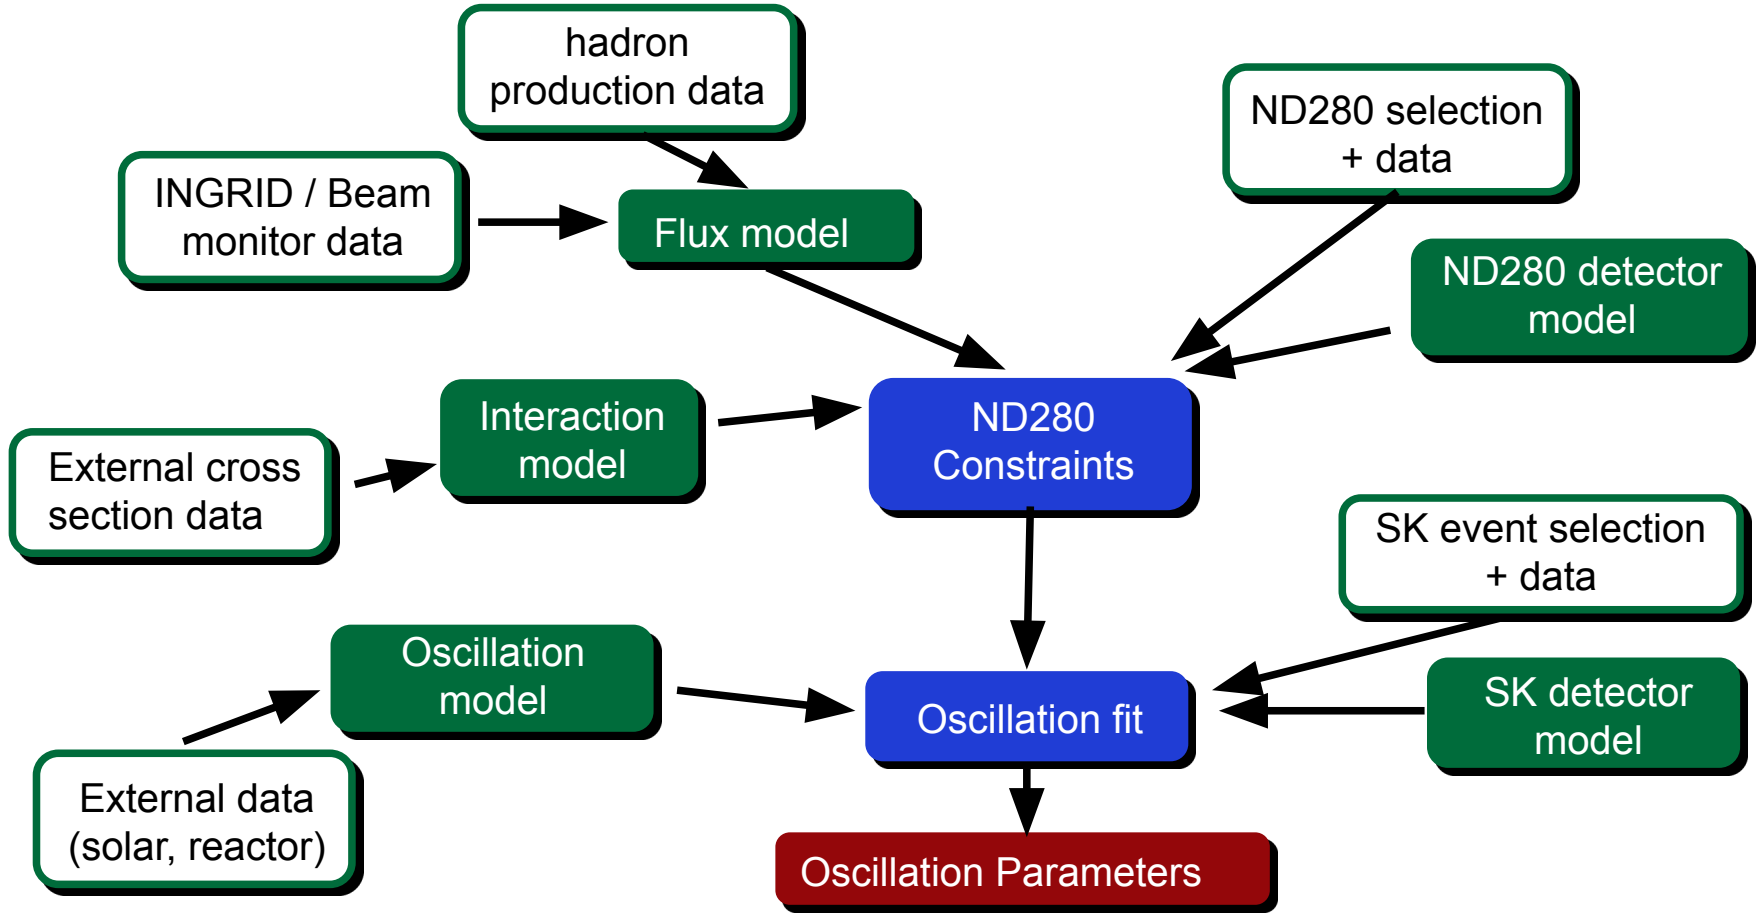 hadron
production data
ND280 selection
+ data
INGRID / Beam
monitor data
Flux model
ND280 detector
model
Interaction
model
ND280
Constraints
External cross
section data
SK event selection
+ data
Oscillation
model
Oscillation fit
SK detector
model
External data
(solar, reactor)
Oscillation Parameters